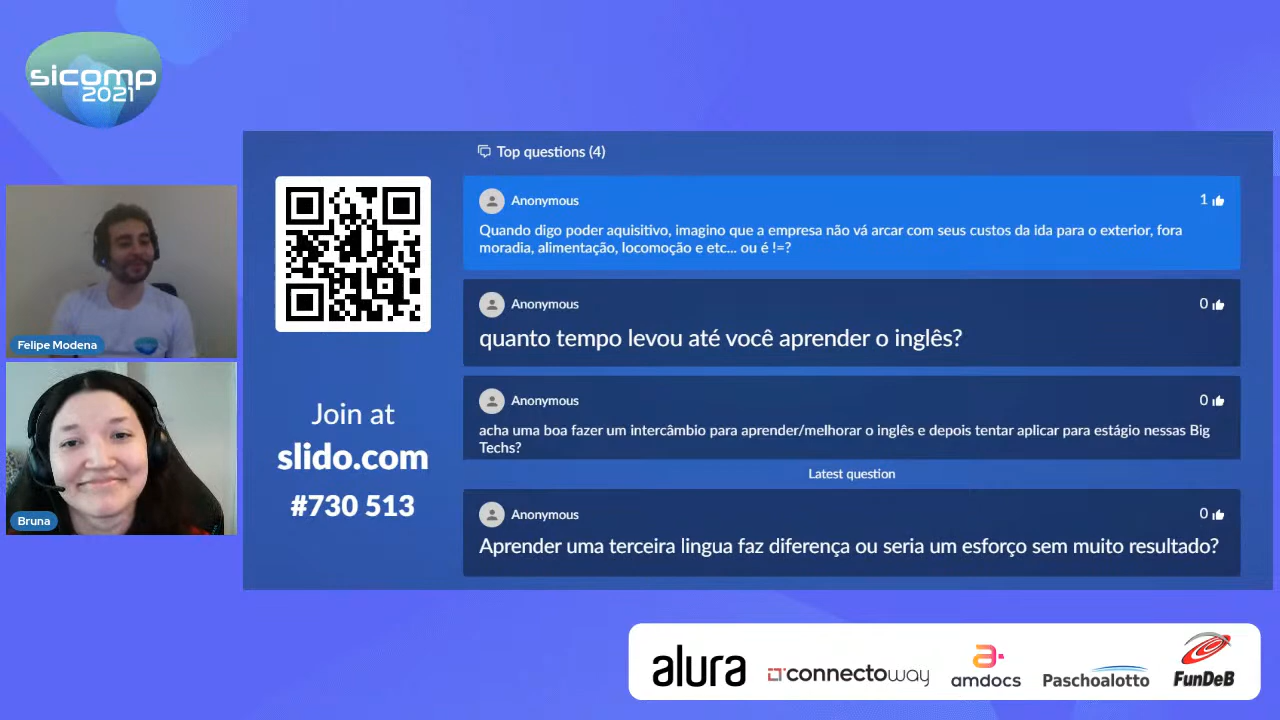 sicomp
2021
Felipe Modena
Bruna
Join at
slido.com
#730 513
Top questions (4)
Anonymous
1
Quando digo poder aquisitivo, imagino que a empresa não vá arcar com seus custos da ida para o exterior, fora
moradia, alimentação, locomoção e etc... ou é !=?
Anonymous
0
quanto tempo levou até você aprender o inglês?
Anonymous
0
acha uma boa fazer um intercâmbio para aprender/melhorar o inglês e depois tentar aplicar para estágio nessas Big
Techs?
Latest question
Anonymous
0
Aprender uma terceira lingua faz diferença ou seria um esforço sem muito resultado?
alura
connectoway
amdocs
Paschoalotto
FunDeB